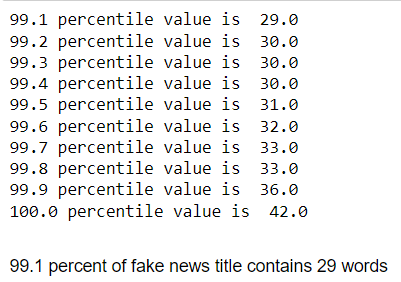 99.1 percentile value is  29.0
99.2 percentile value is  30.0
99.3 percentile value is  30.0
99.4 percentile value is  30.0
99.5 percentile value is  31.0
99.6 percentile value is  32.0
99.7 percentile value is  33.0
99.8 percentile value is  33.0
99.9 percentile value is  36.0
100.0 percentile value is  42.0
99.1 percent of fake news title contains 29 words